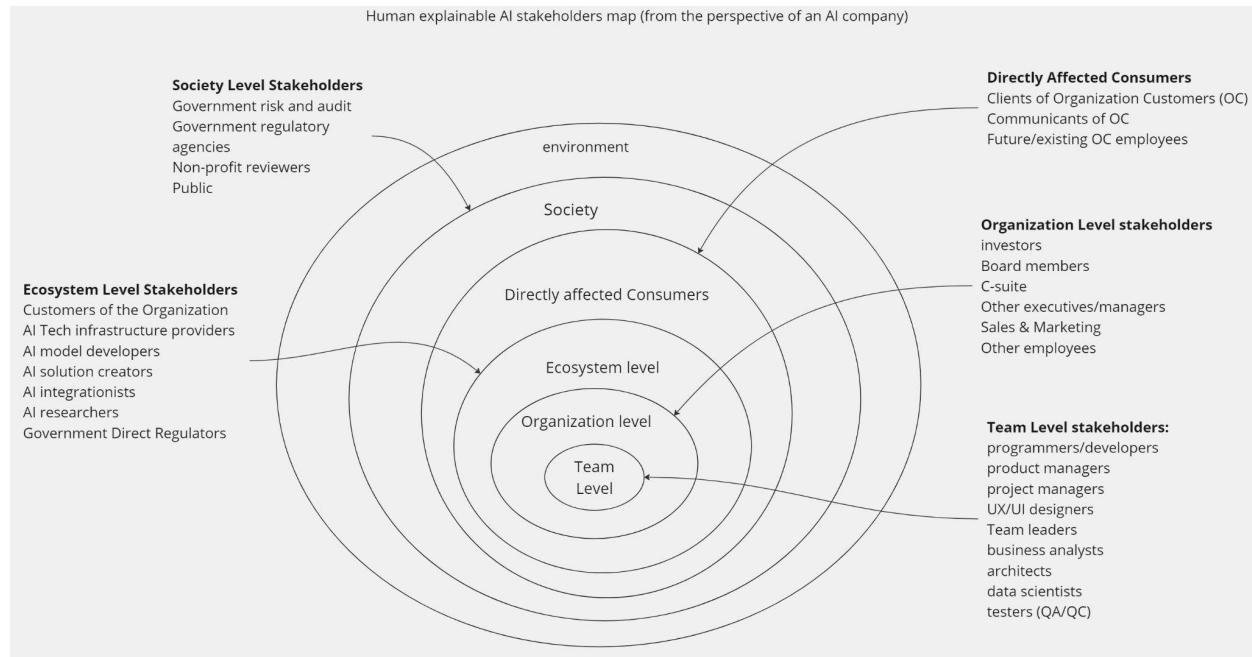 Human explainable AI stakeholders map (from the perspective of an AI company)
Society Level Stakeholders
Government risk and audit
Government regulatory
agencies
Non-profit reviewers
Public
Directly Affected Consumers
Clients of Organization Customers (OC)
Communicants of OC
Future/existing OC employees
Organization Level stakeholders
investors
Board members
C-suite
Other executives/managers
Sales & Marketing
Other employees
Ecosystem Level Stakeholders
Customers of the Organization
AI Tech infrastructure providers
AI model developers
AI solution creators
AI integrationists
AI researchers
Government Direct Regulators
Team Level stakeholders:
programmers/developers
product managers
project managers
UX/UI designers
Team leaders
business analysts
architects
data scientists
testers (QA/QC)
environment
Society
Directly affected Consumers
Ecosystem level
Organization level
Team
Level